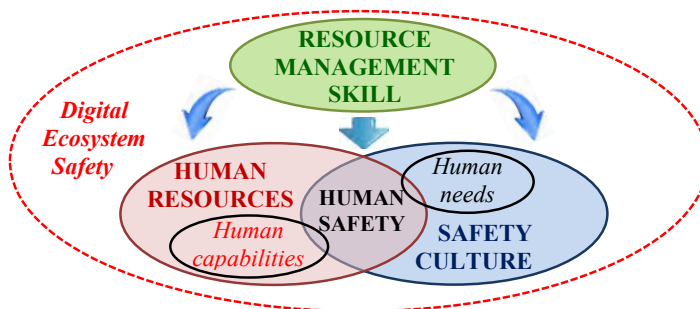 RESOURCE
MANAGEMENT
SKILL
Digital
Ecosystem
Safety
HUMAN
RESOURCES
Human
capabilities
HUMAN
SAFETY
Human
needs
SAFETY
CULTURE